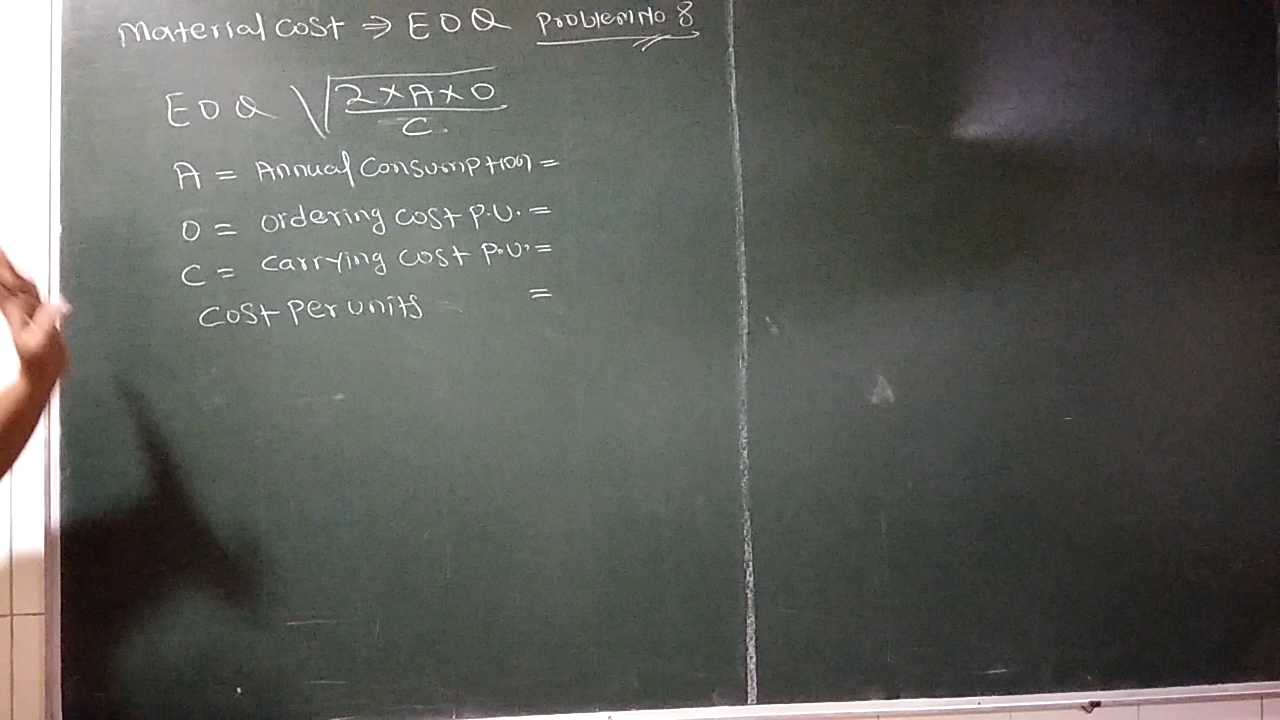 Material Cost ⇒ EOQ Problem No 8
EOQ √2×A×O
C.
A = Annual Consumption =
O = ordering cost P.U. =
C = carrying cost P.U. =
Cost per units =